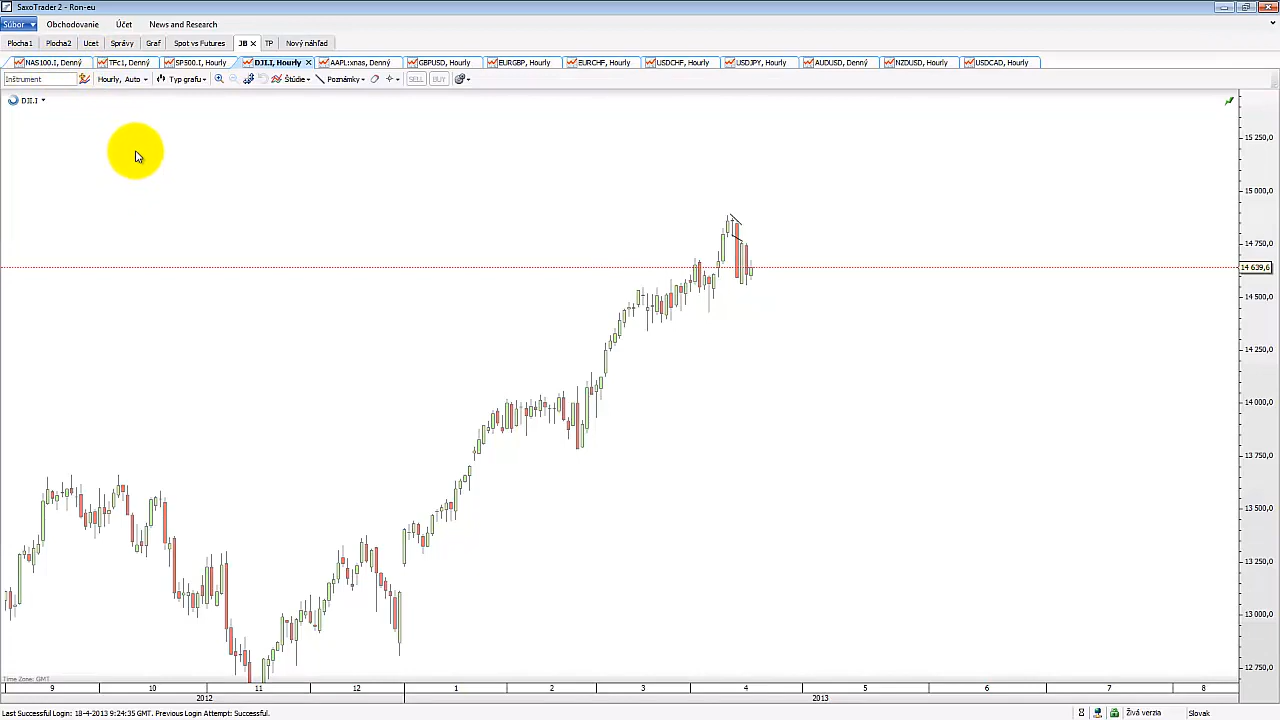 SaxoTrader 2 - Ron-eu
Súbor Obchodovanie Účet News and Research
Plocha1 Plocha2 Ucet Správy Graf Spot vs Futures JB TP Nový náhľad
NAS100.I, Denný TFc1, Denný SP500.I, Hourly DJI.I, Hourly AAPL:xnas, Denný GBPUSD, Hourly EURGBP, Hourly EURCHF, Hourly USDCHF, Hourly USDJPY, Hourly AUDUSD, Denný NZDUSD, Hourly USDCAD, Hourly
Inštrument Hourly, Auto Typ grafu Štúdie Poznámky SELL BUY
DJI.I
15 250,0
15 000,0
14 750,0
14 639,6
14 500,0
14 250,0
14 000,0
13 750,0
13 500,0
13 250,0
13 000,0
12 750,0
Time Zone: GMT
9 10 11 12 1 2 3 4 5 6 7 8
2012 2013
Last Successful Login: 18-4-2013 9:24:35 GMT. Previous Login Attempt: Successful. Živá verzia Slovak